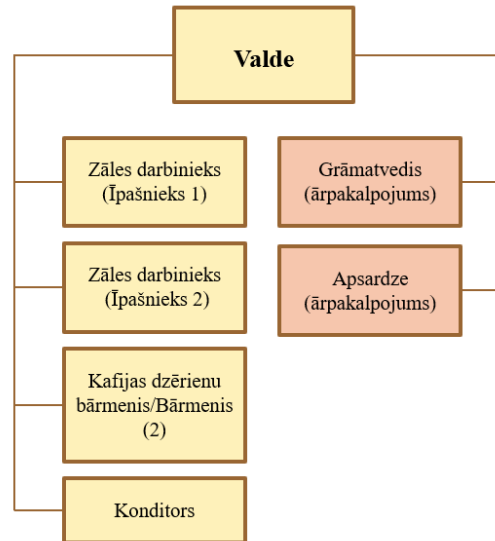 Valde
Zāles darbinieks
(Īpašnieks 1)
Grāmatvedis
(ārpakalpojums)
Zāles darbinieks
(Īpašnieks 2)
Apsardze
(ārpakalpojums)
Kafijas dzērienu
bārmenis/Bārmenis
(2)
Konditors